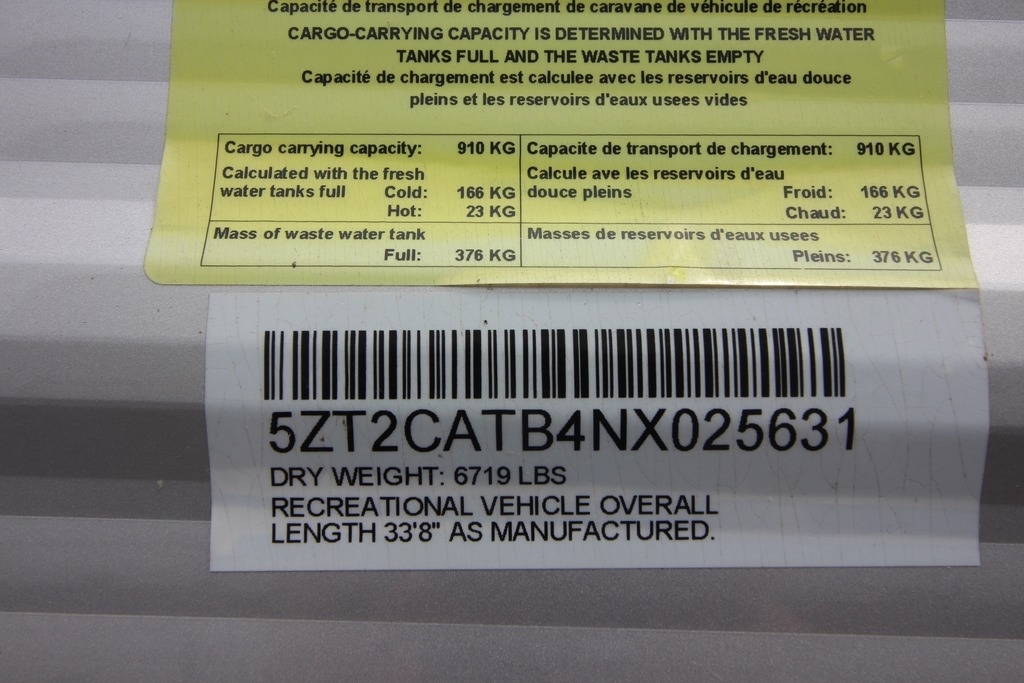 Capacité de transport de chargement de caravane de véhicule de récréation
CARGO-CARRYING CAPACITY IS DETERMINED WITH THE FRESH WATER
TANKS FULL AND THE WASTE TANKS EMPTY
Capacité de chargement est calculee avec les reservoirs d'eau douce
pleins et les reservoirs d'eaux usees vides
Cargo carrying capacity: 910 KG
Calculated with the fresh
water tanks full Cold: 166 KG
Hot: 23 KG
Mass of waste water tank
Full: 376 KG
Capacite de transport de chargement: 910 KG
Calcule ave les reservoirs d'eau
douce pleins Froid: 166 KG
Chaud: 23 KG
Masses de reservoirs d'eaux usees
Pleins: 376 KG
5ZT2CATB4NX025631
DRY WEIGHT: 6719 LBS
RECREATIONAL VEHICLE OVERALL
LENGTH 33'8" AS MANUFACTURED.